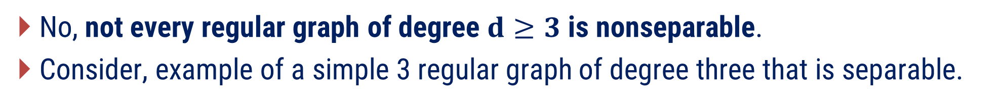 No, not every regular graph of degree d ≥ 3 is nonseparable.
Consider, example of a simple 3 regular graph of degree three that is separable.